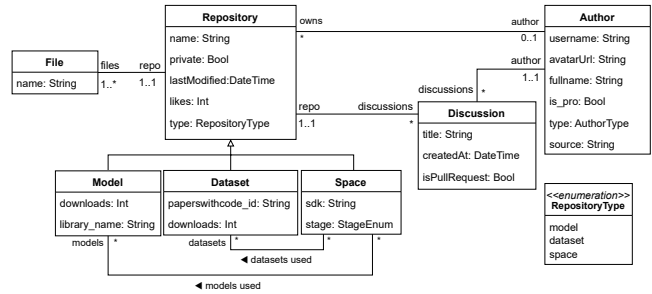 Repository
name: String
private: Bool
lastModified:DateTime
likes: Int
type: RepositoryType
owns
*
author
0..1
Author
username: String
avatarUrl: String
fullname: String
is_pro: Bool
type: AuthorType
source: String
File
name: String
files
1..*
repo
1..1
author
1..1
discussions
*
repo
1..1
discussions
*
Discussion
title: String
createdAt: DateTime
isPullRequest: Bool
Model
downloads: Int
library_name: String
Dataset
paperswithcode_id: String
downloads: Int
Space
sdk: String
stage: StageEnum
<<enumeration>>
RepositoryType
model
dataset
space
models
*
datasets
*
*
*
◀ datasets used
◀ models used